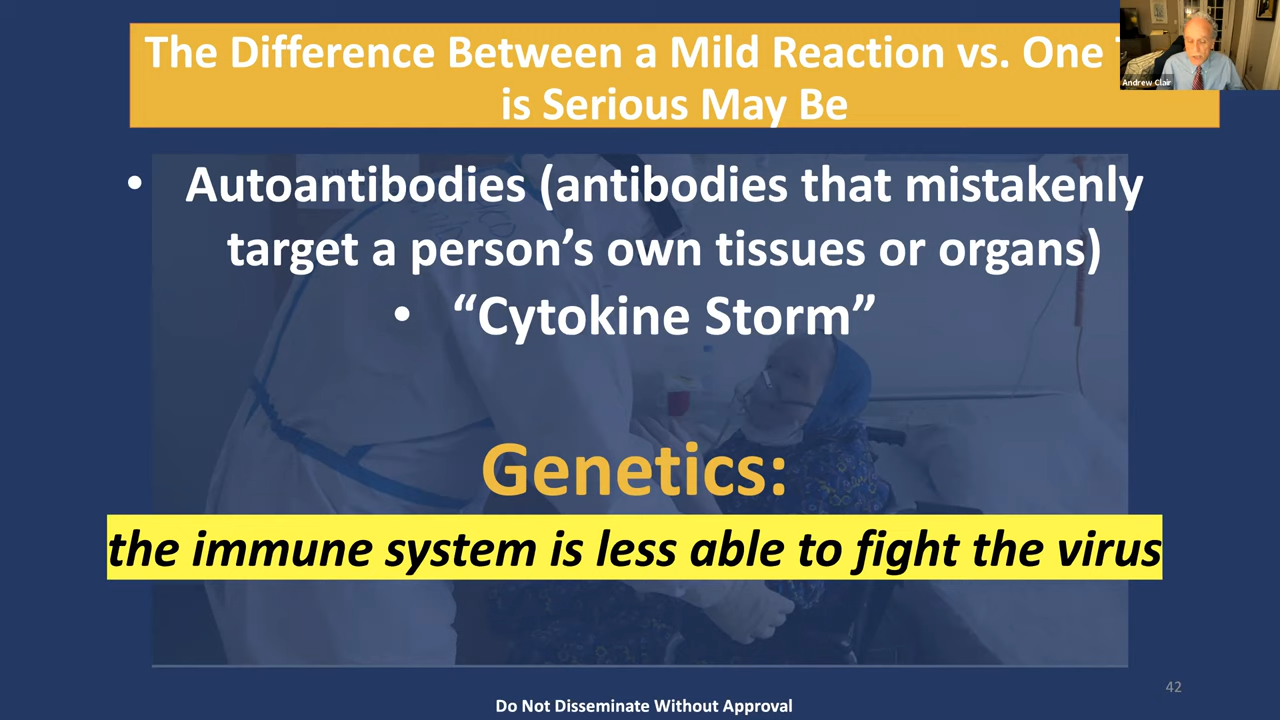 The Difference Between a Mild Reaction vs. One
is Serious May Be
Andrew Clair
• Autoantibodies (antibodies that mistakenly
target a person’s own tissues or organs)
• “Cytokine Storm”
Genetics:
the immune system is less able to fight the virus
42
Do Not Disseminate Without Approval